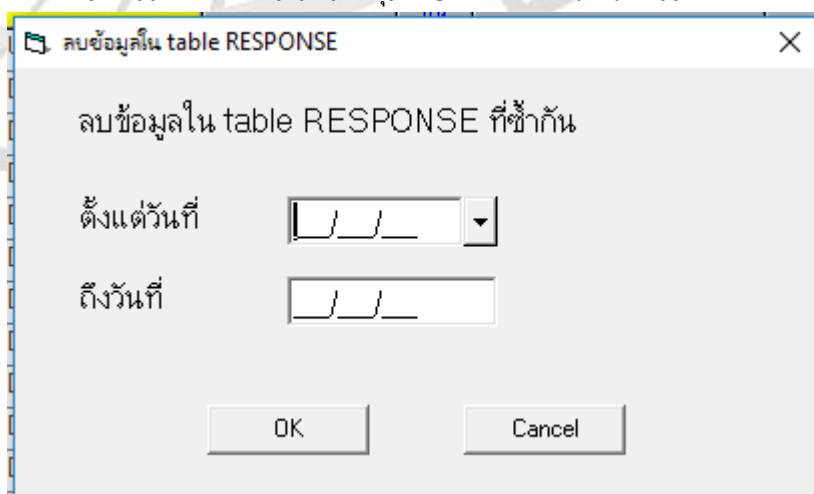 ลบข้อมูลใน table RESPONSE
ลบข้อมูลใน table RESPONSE ที่ซ้ำกัน
ตั้งแต่วันที่ __/__/__
ถึงวันที่ __/__/__
OK Cancel